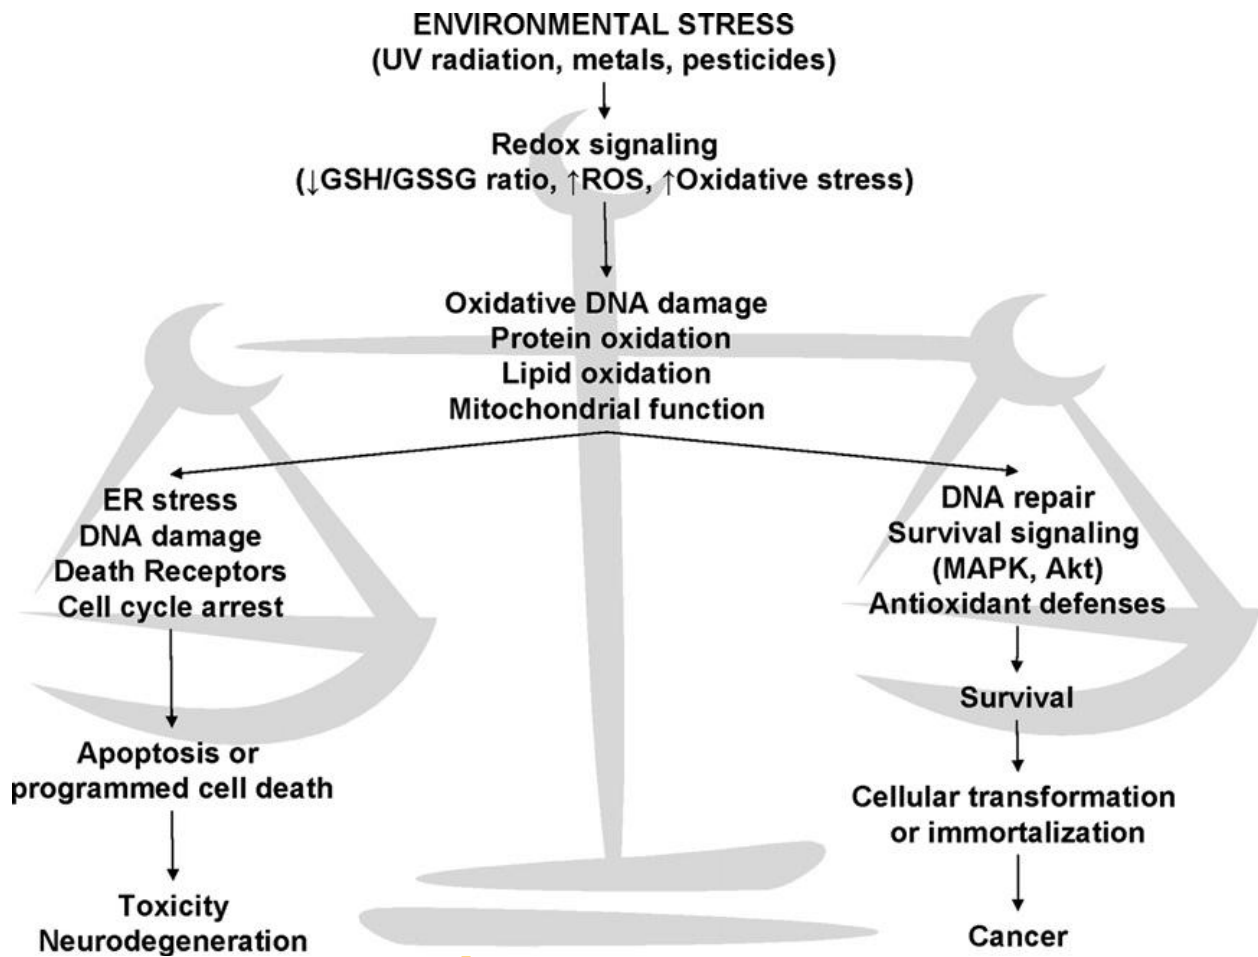 ENVIRONMENTAL STRESS
(UV radiation, metals, pesticides)
Redox signaling
(↓GSH/GSSG ratio, ↑ROS, ↑Oxidative stress)
Oxidative DNA damage
Protein oxidation
Lipid oxidation
Mitochondrial function
ER stress
DNA damage
Death Receptors
Cell cycle arrest
Apoptosis or
programmed cell death
Toxicity
Neurodegeneration
DNA repair
Survival signaling
(MAPK, Akt)
Antioxidant defenses
Survival
Cellular transformation
or immortalization
Cancer